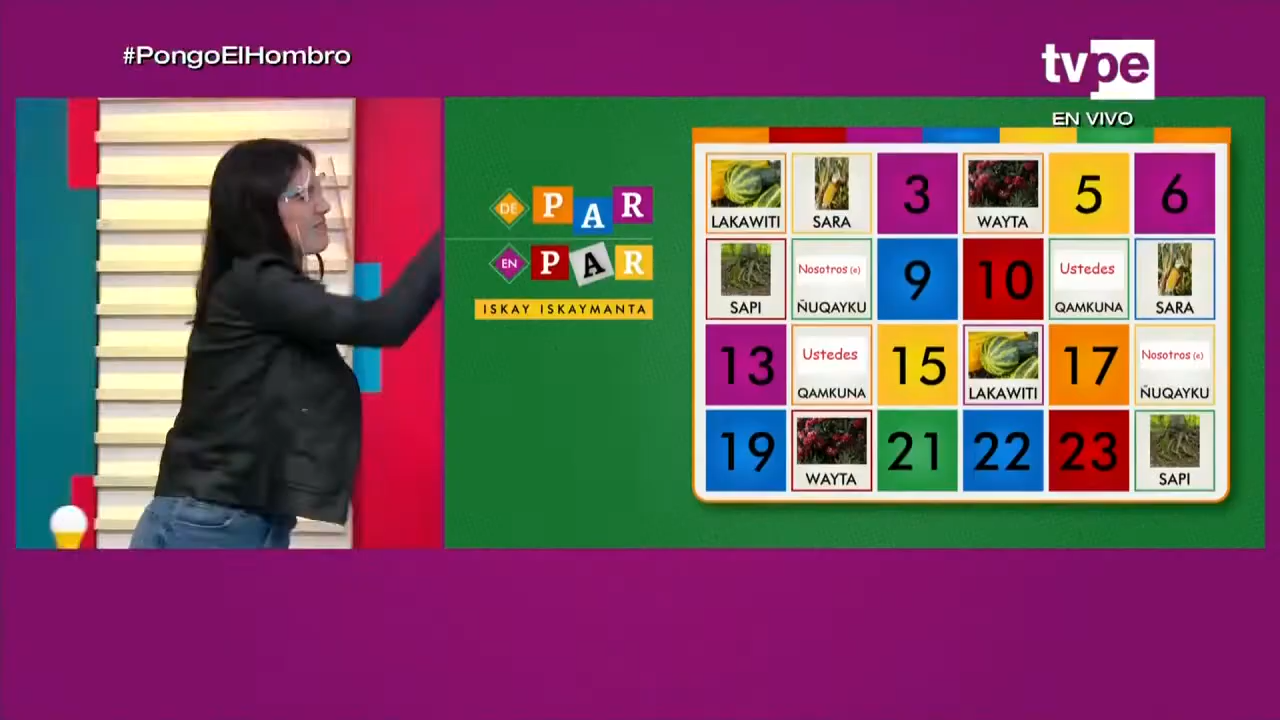 #PongoElHombro
tvpe
EN VIVO
DE PAR
EN PAR
ISKAY ISKAYMANTA
LAKAWITI
SARA
3
WAYTA
5
6
SAPI
Nosotros (e)
ÑUQAYKU
9
10
Ustedes
QAMKUNA
SARA
13
Ustedes
QAMKUNA
15
LAKAWITI
17
Nosotros (e)
ÑUQAYKU
19
WAYTA
21
22
23
SAPI